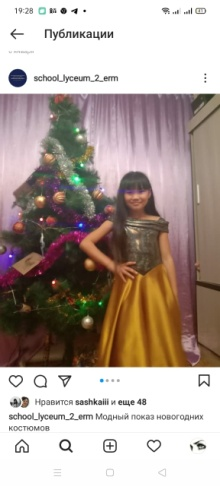 19:28
Публикации
school_lyceum_2_erm
Нравится sashkaiii и еще 48
school_lyceum_2_erm Модный показ новогодних
костюмов